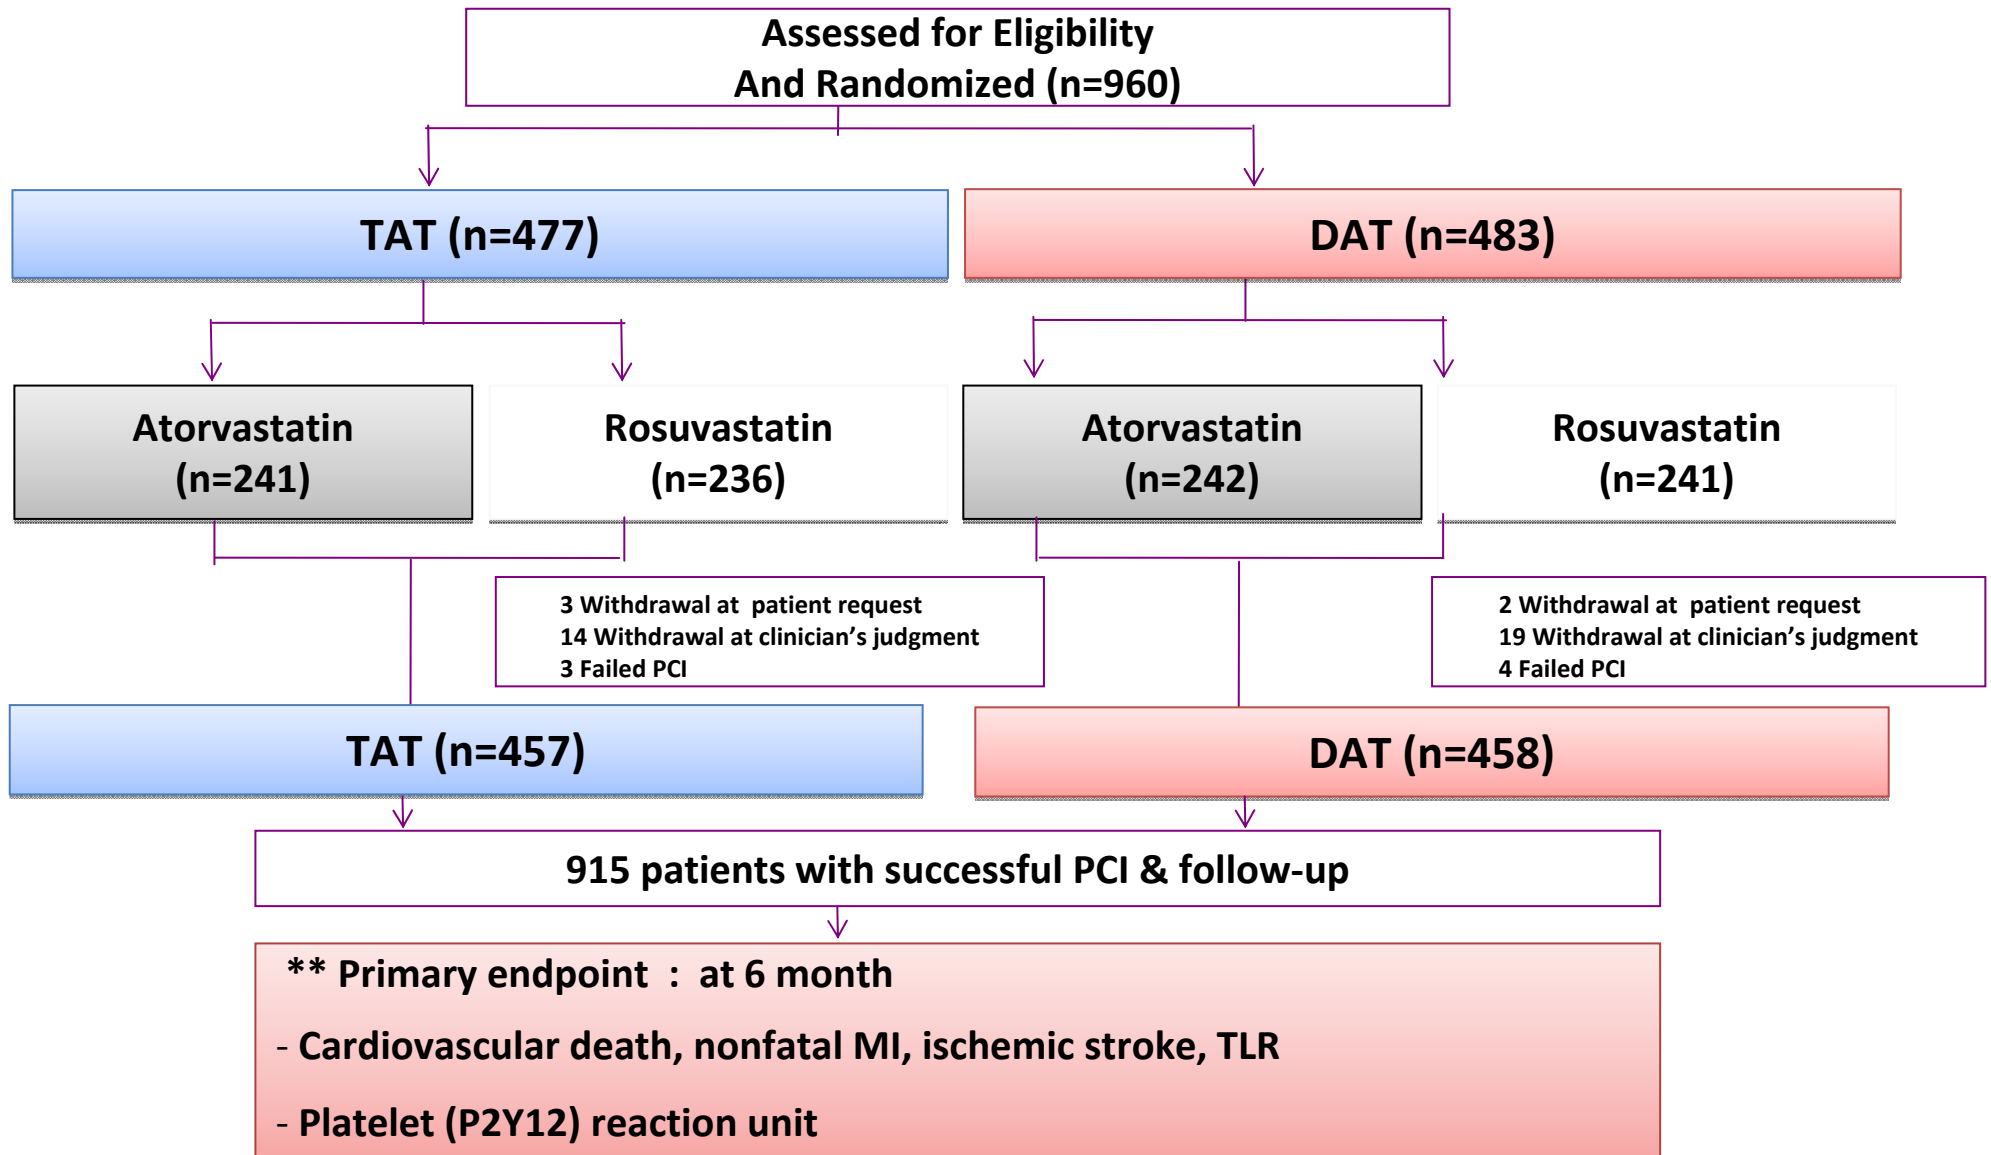 Assessed for Eligibility
And Randomized (n=960)
TAT (n=477)
DAT (n=483)
Atorvastatin
(n=241)
Rosuvastatin
(n=236)
Atorvastatin
(n=242)
Rosuvastatin
(n=241)
3 Withdrawal at patient request
14 Withdrawal at clinician’s judgment
3 Failed PCI
2 Withdrawal at patient request
19 Withdrawal at clinician’s judgment
4 Failed PCI
TAT (n=457)
DAT (n=458)
915 patients with successful PCI & follow-up
** Primary endpoint : at 6 month
- Cardiovascular death, nonfatal MI, ischemic stroke, TLR
- Platelet (P2Y12) reaction unit